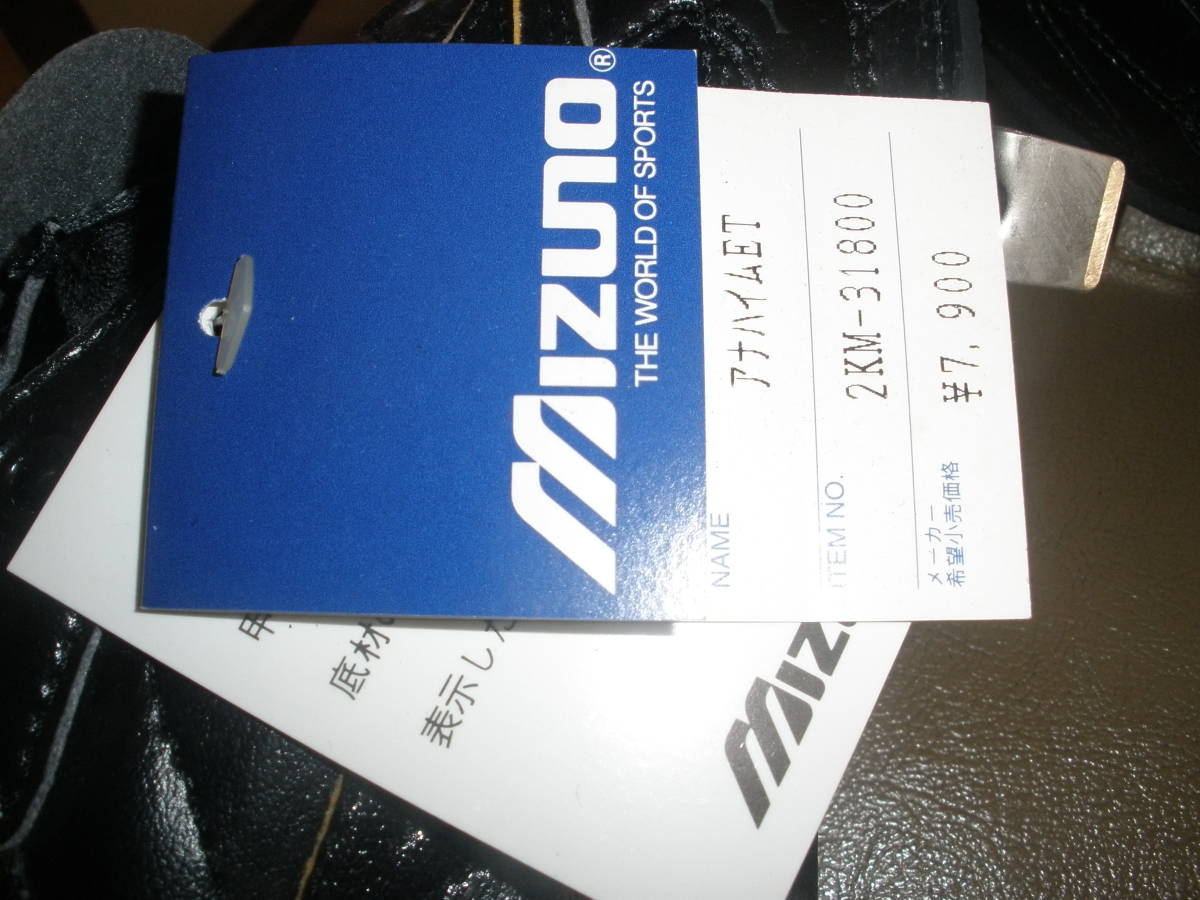 Mizuno®
THE WORLD OF SPORTS
NAME アナハイムET
ITEM NO. 2KM-31800
メーカー
希望小売価格 ¥7,900
底材
表示した